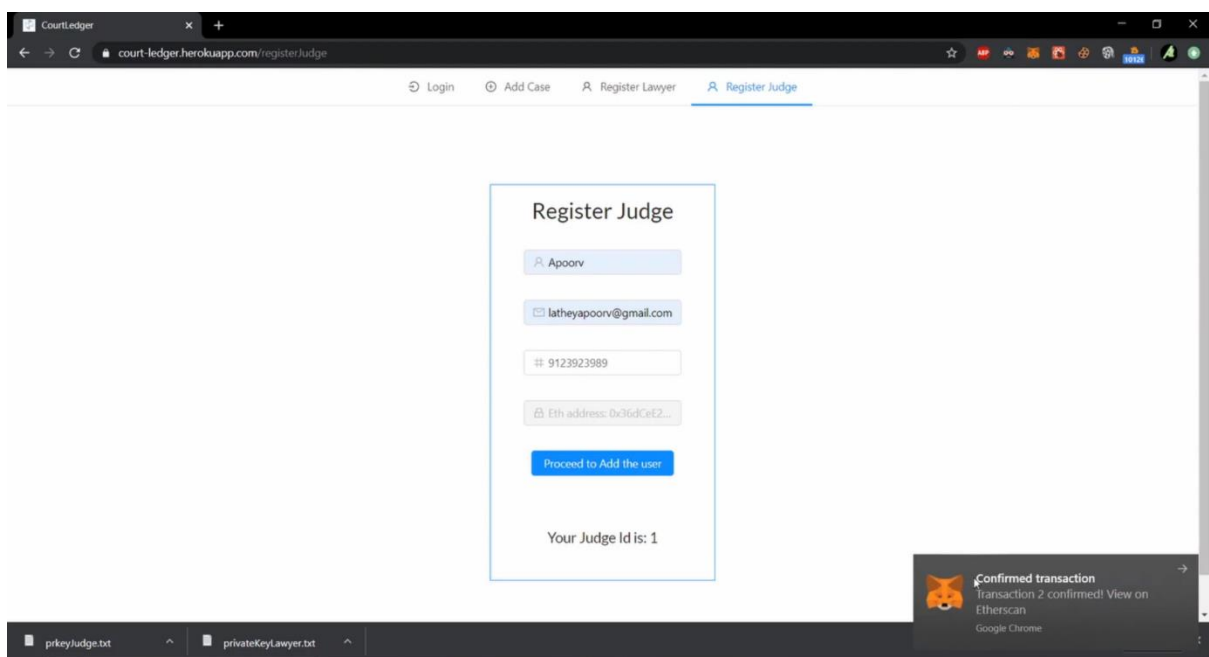 CourtLedger
court-ledger.herokuapp.com/registerJudge
ABP
10121
Login Add Case Register Lawyer Register Judge
Register Judge
Apoorv
latheyapoorv@gmail.com
9123923989
Eth address: 0x36dCeE2...
Proceed to Add the user
Your Judge Id is: 1
Confirmed transaction
Transaction 2 confirmed! View on
Etherscan
Google Chrome
prkeyJudge.txt privateKeyLawyer.txt